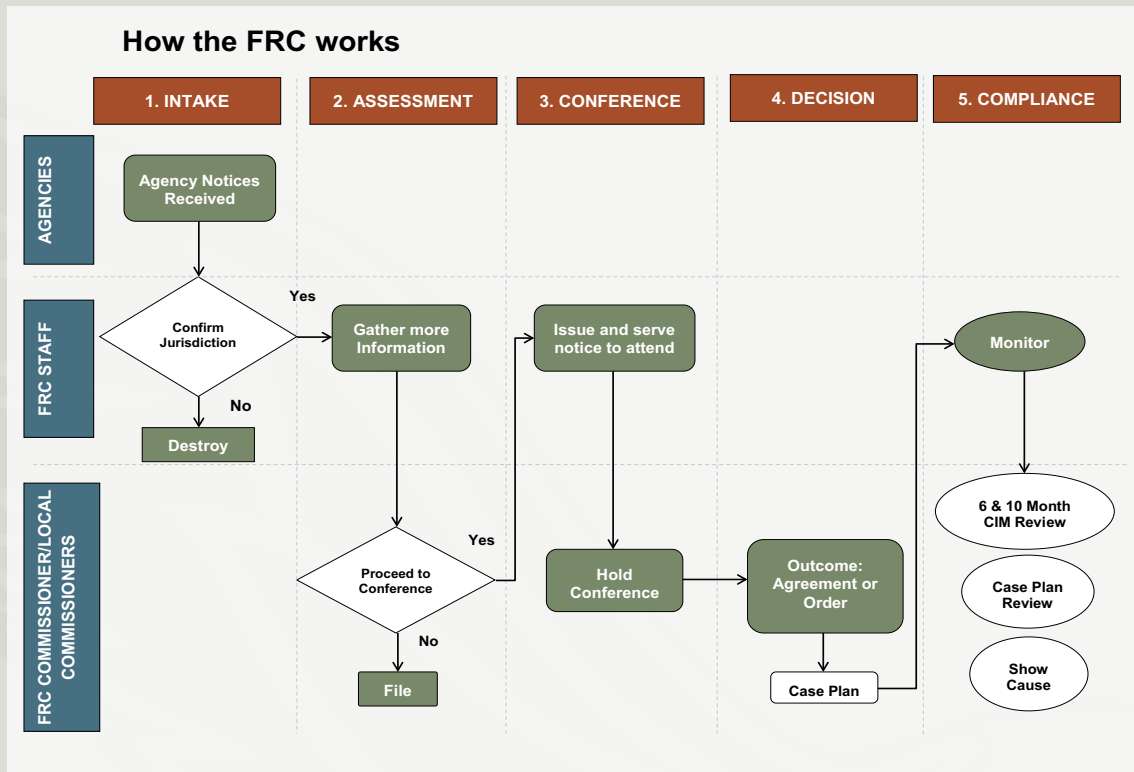 How the FRC works
1. INTAKE
2. ASSESSMENT
3. CONFERENCE
4. DECISION
5. COMPLIANCE
AGENCIES
Agency Notices
Received
FRC STAFF
Confirm
Jurisdiction
Yes
No
Destroy
Gather more
Information
Issue and serve
notice to attend
Monitor
FRC COMMISSIONER/LOCAL
COMMISSIONERS
Proceed to
Conference
Yes
No
File
Hold
Conference
Outcome:
Agreement or
Order
Case Plan
6 & 10 Month
CIM Review
Case Plan
Review
Show
Cause